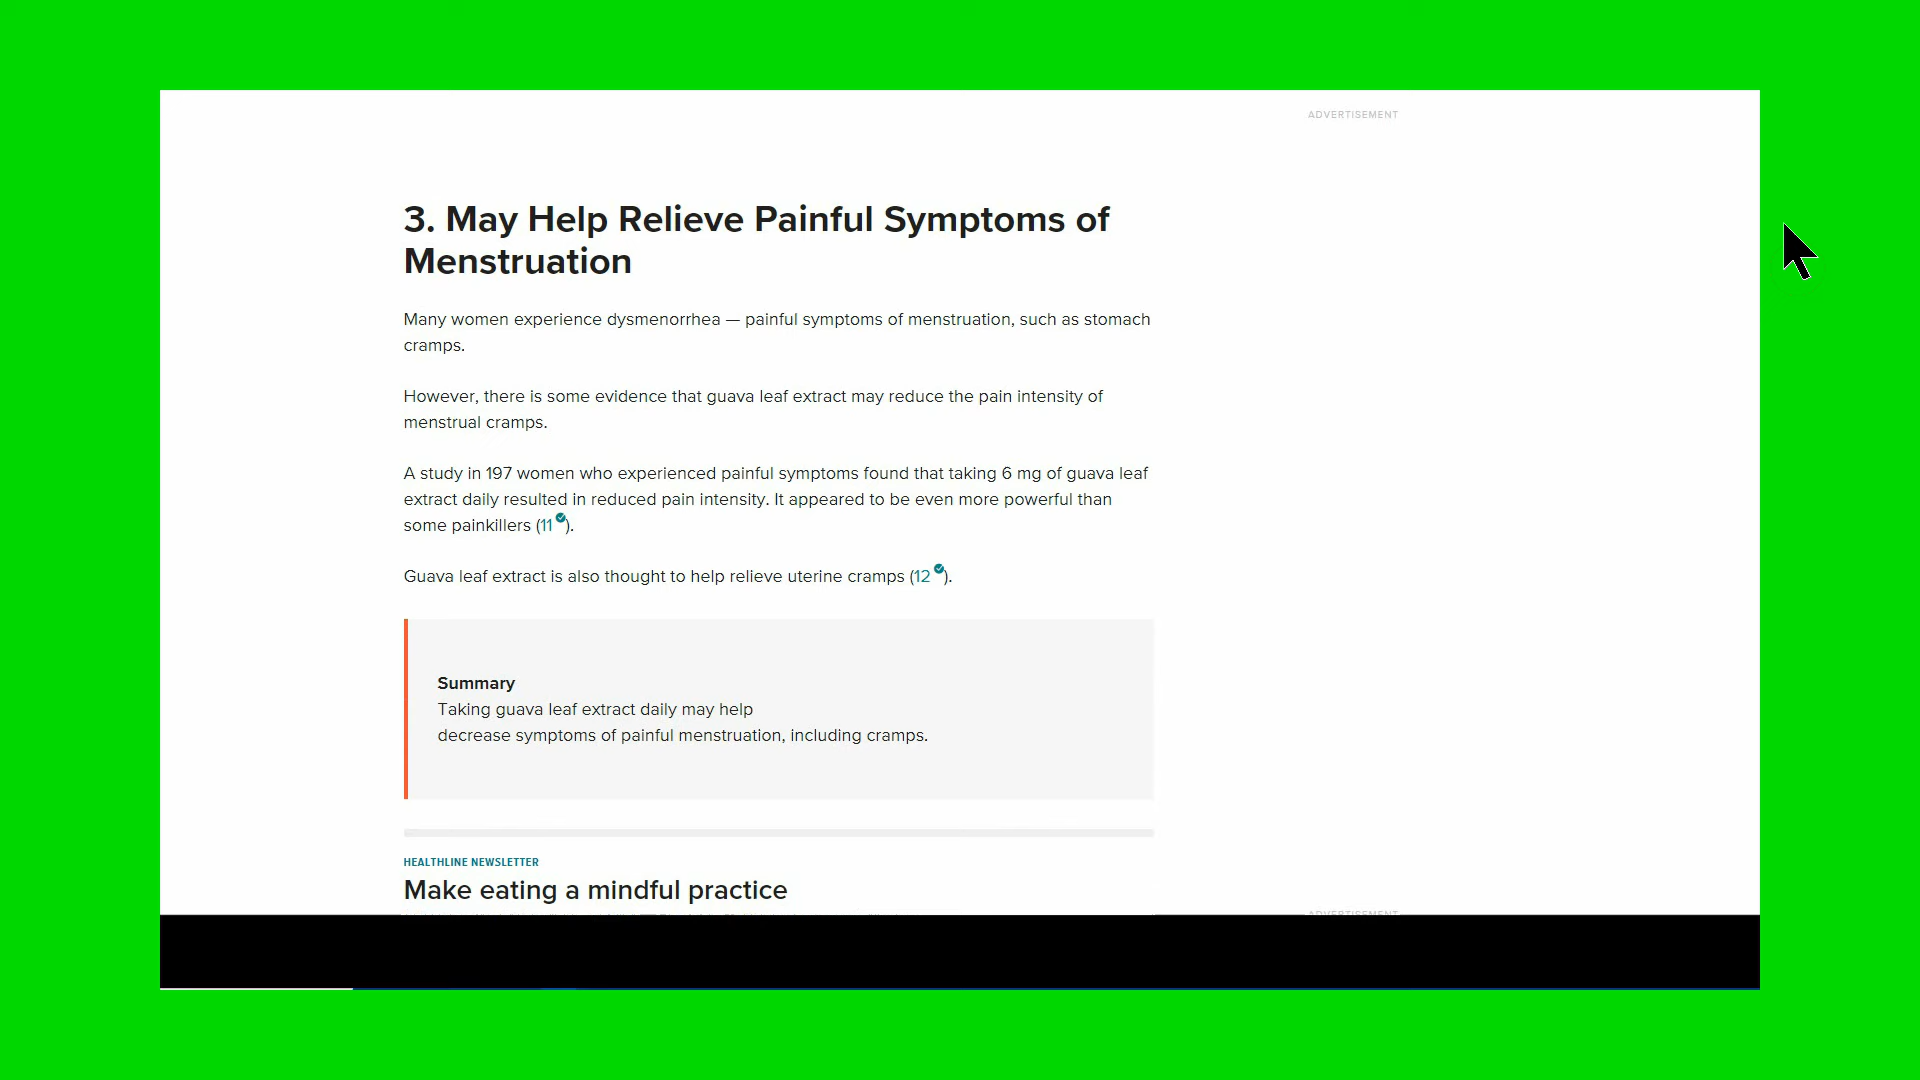 ADVERTISEMENT
3. May Help Relieve Painful Symptoms of
Menstruation
Many women experience dysmenorrhea — painful symptoms of menstruation, such as stomach
cramps.
However, there is some evidence that guava leaf extract may reduce the pain intensity of
menstrual cramps.
A study in 197 women who experienced painful symptoms found that taking 6 mg of guava leaf
extract daily resulted in reduced pain intensity. It appeared to be even more powerful than
some painkillers (11).
Guava leaf extract is also thought to help relieve uterine cramps (12).
Summary
Taking guava leaf extract daily may help
decrease symptoms of painful menstruation, including cramps.
HEALTHLINE NEWSLETTER
Make eating a mindful practice
ADVERTISEMENT